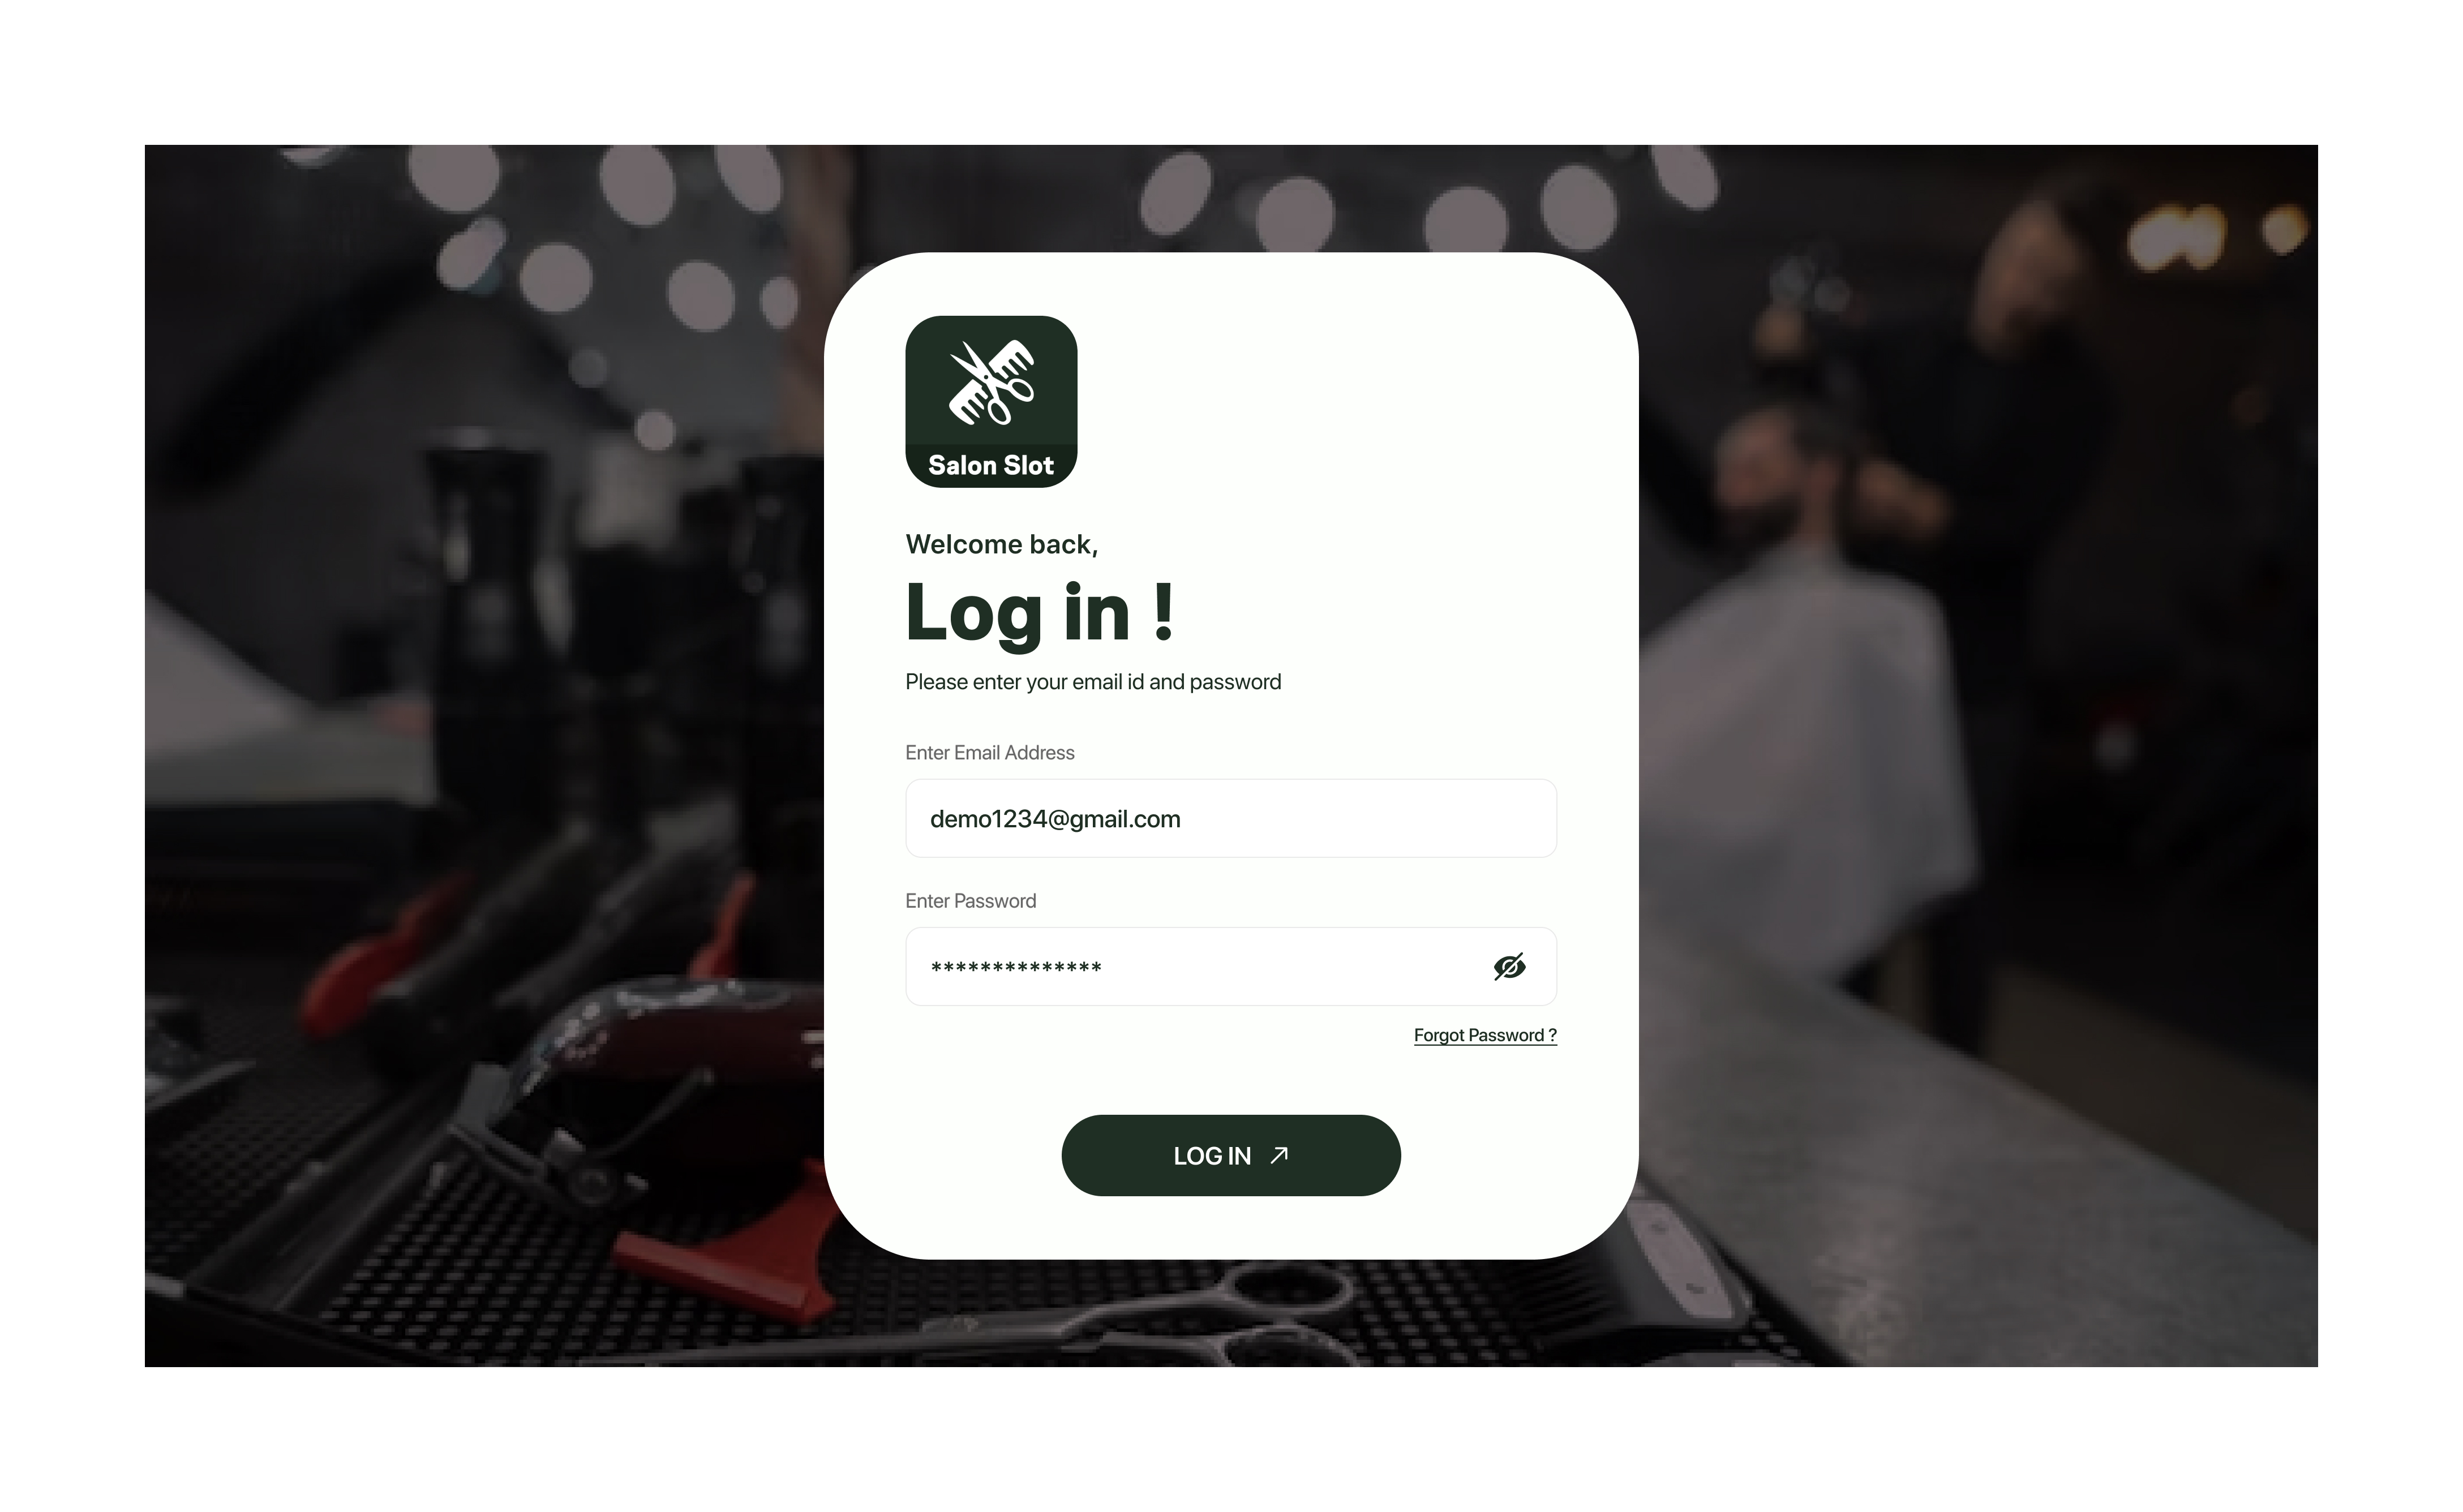 Salon Slot
Welcome back,
Log in !
Please enter your email id and password
Enter Email Address
demo1234@gmail.com
Enter Password
**************
Forgot Password ?
LOG IN